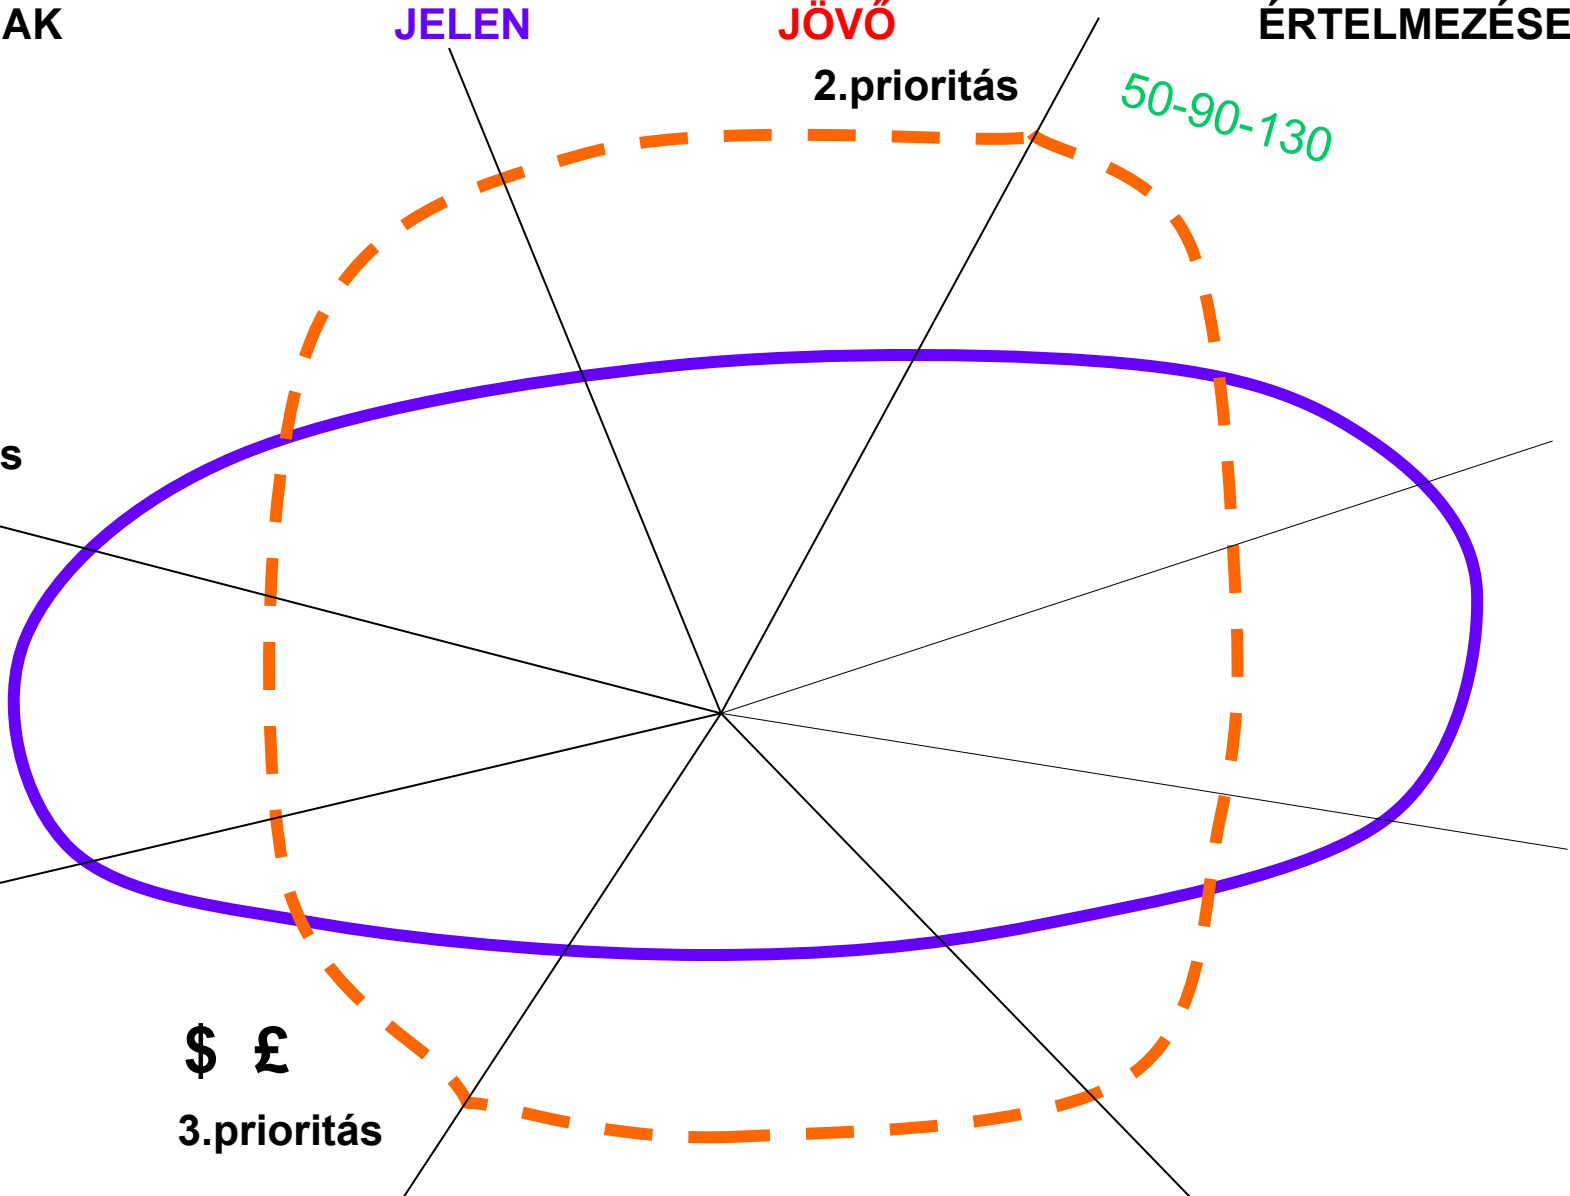 AK JELEN JÖVŐ ÉRTELMEZÉSE
2.prioritás
50-90-130
s
$ £
3.prioritás